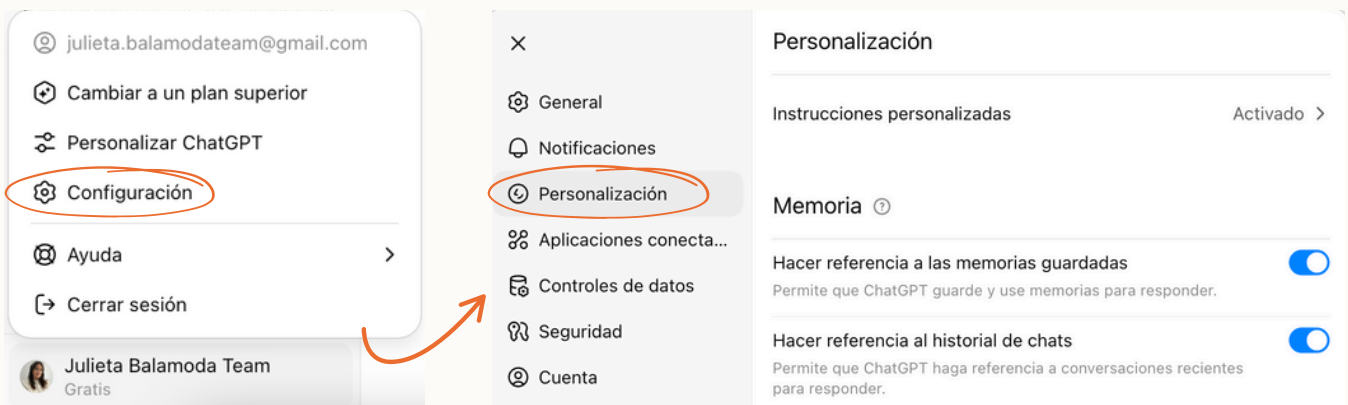 julieta.balamodateam@gmail.com
Cambiar a un plan superior
Personalizar ChatGPT
Configuración
Ayuda
Cerrar sesión
Julieta Balamoda Team
Gratis
General
Notificaciones
Personalización
Aplicaciones conecta...
Controles de datos
Seguridad
Cuenta
Personalización
Instrucciones personalizadas
Activado
Memoria
Hacer referencia a las memorias guardadas
Permite que ChatGPT guarde y use memorias para responder.
Hacer referencia al historial de chats
Permite que ChatGPT haga referencia a conversaciones recientes
para responder.